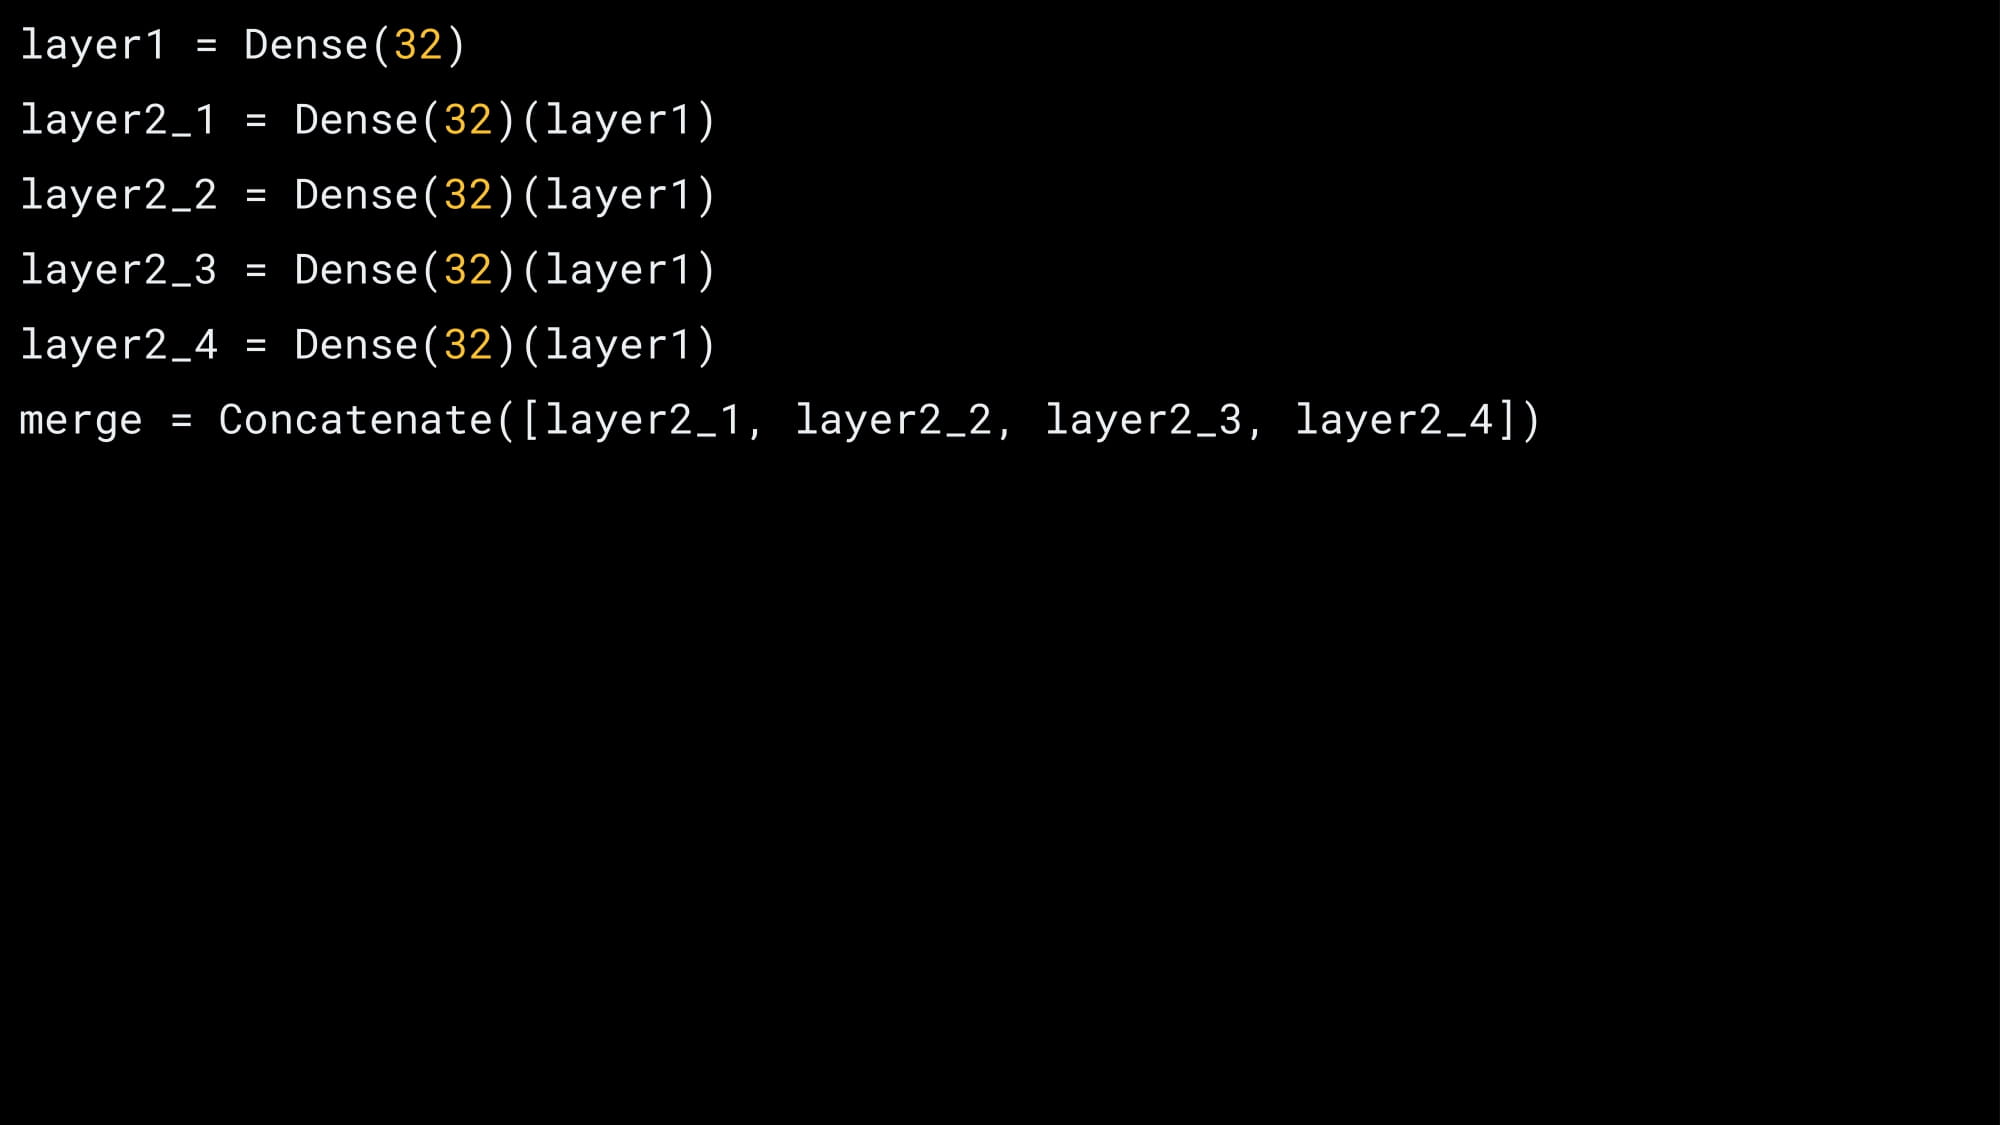 layer1 = Dense(32)
layer2_1 = Dense(32)(layer1)
layer2_2 = Dense(32)(layer1)
layer2_3 = Dense(32)(layer1)
layer2_4 = Dense(32)(layer1)
merge = Concatenate([layer2_1, layer2_2, layer2_3, layer2_4])